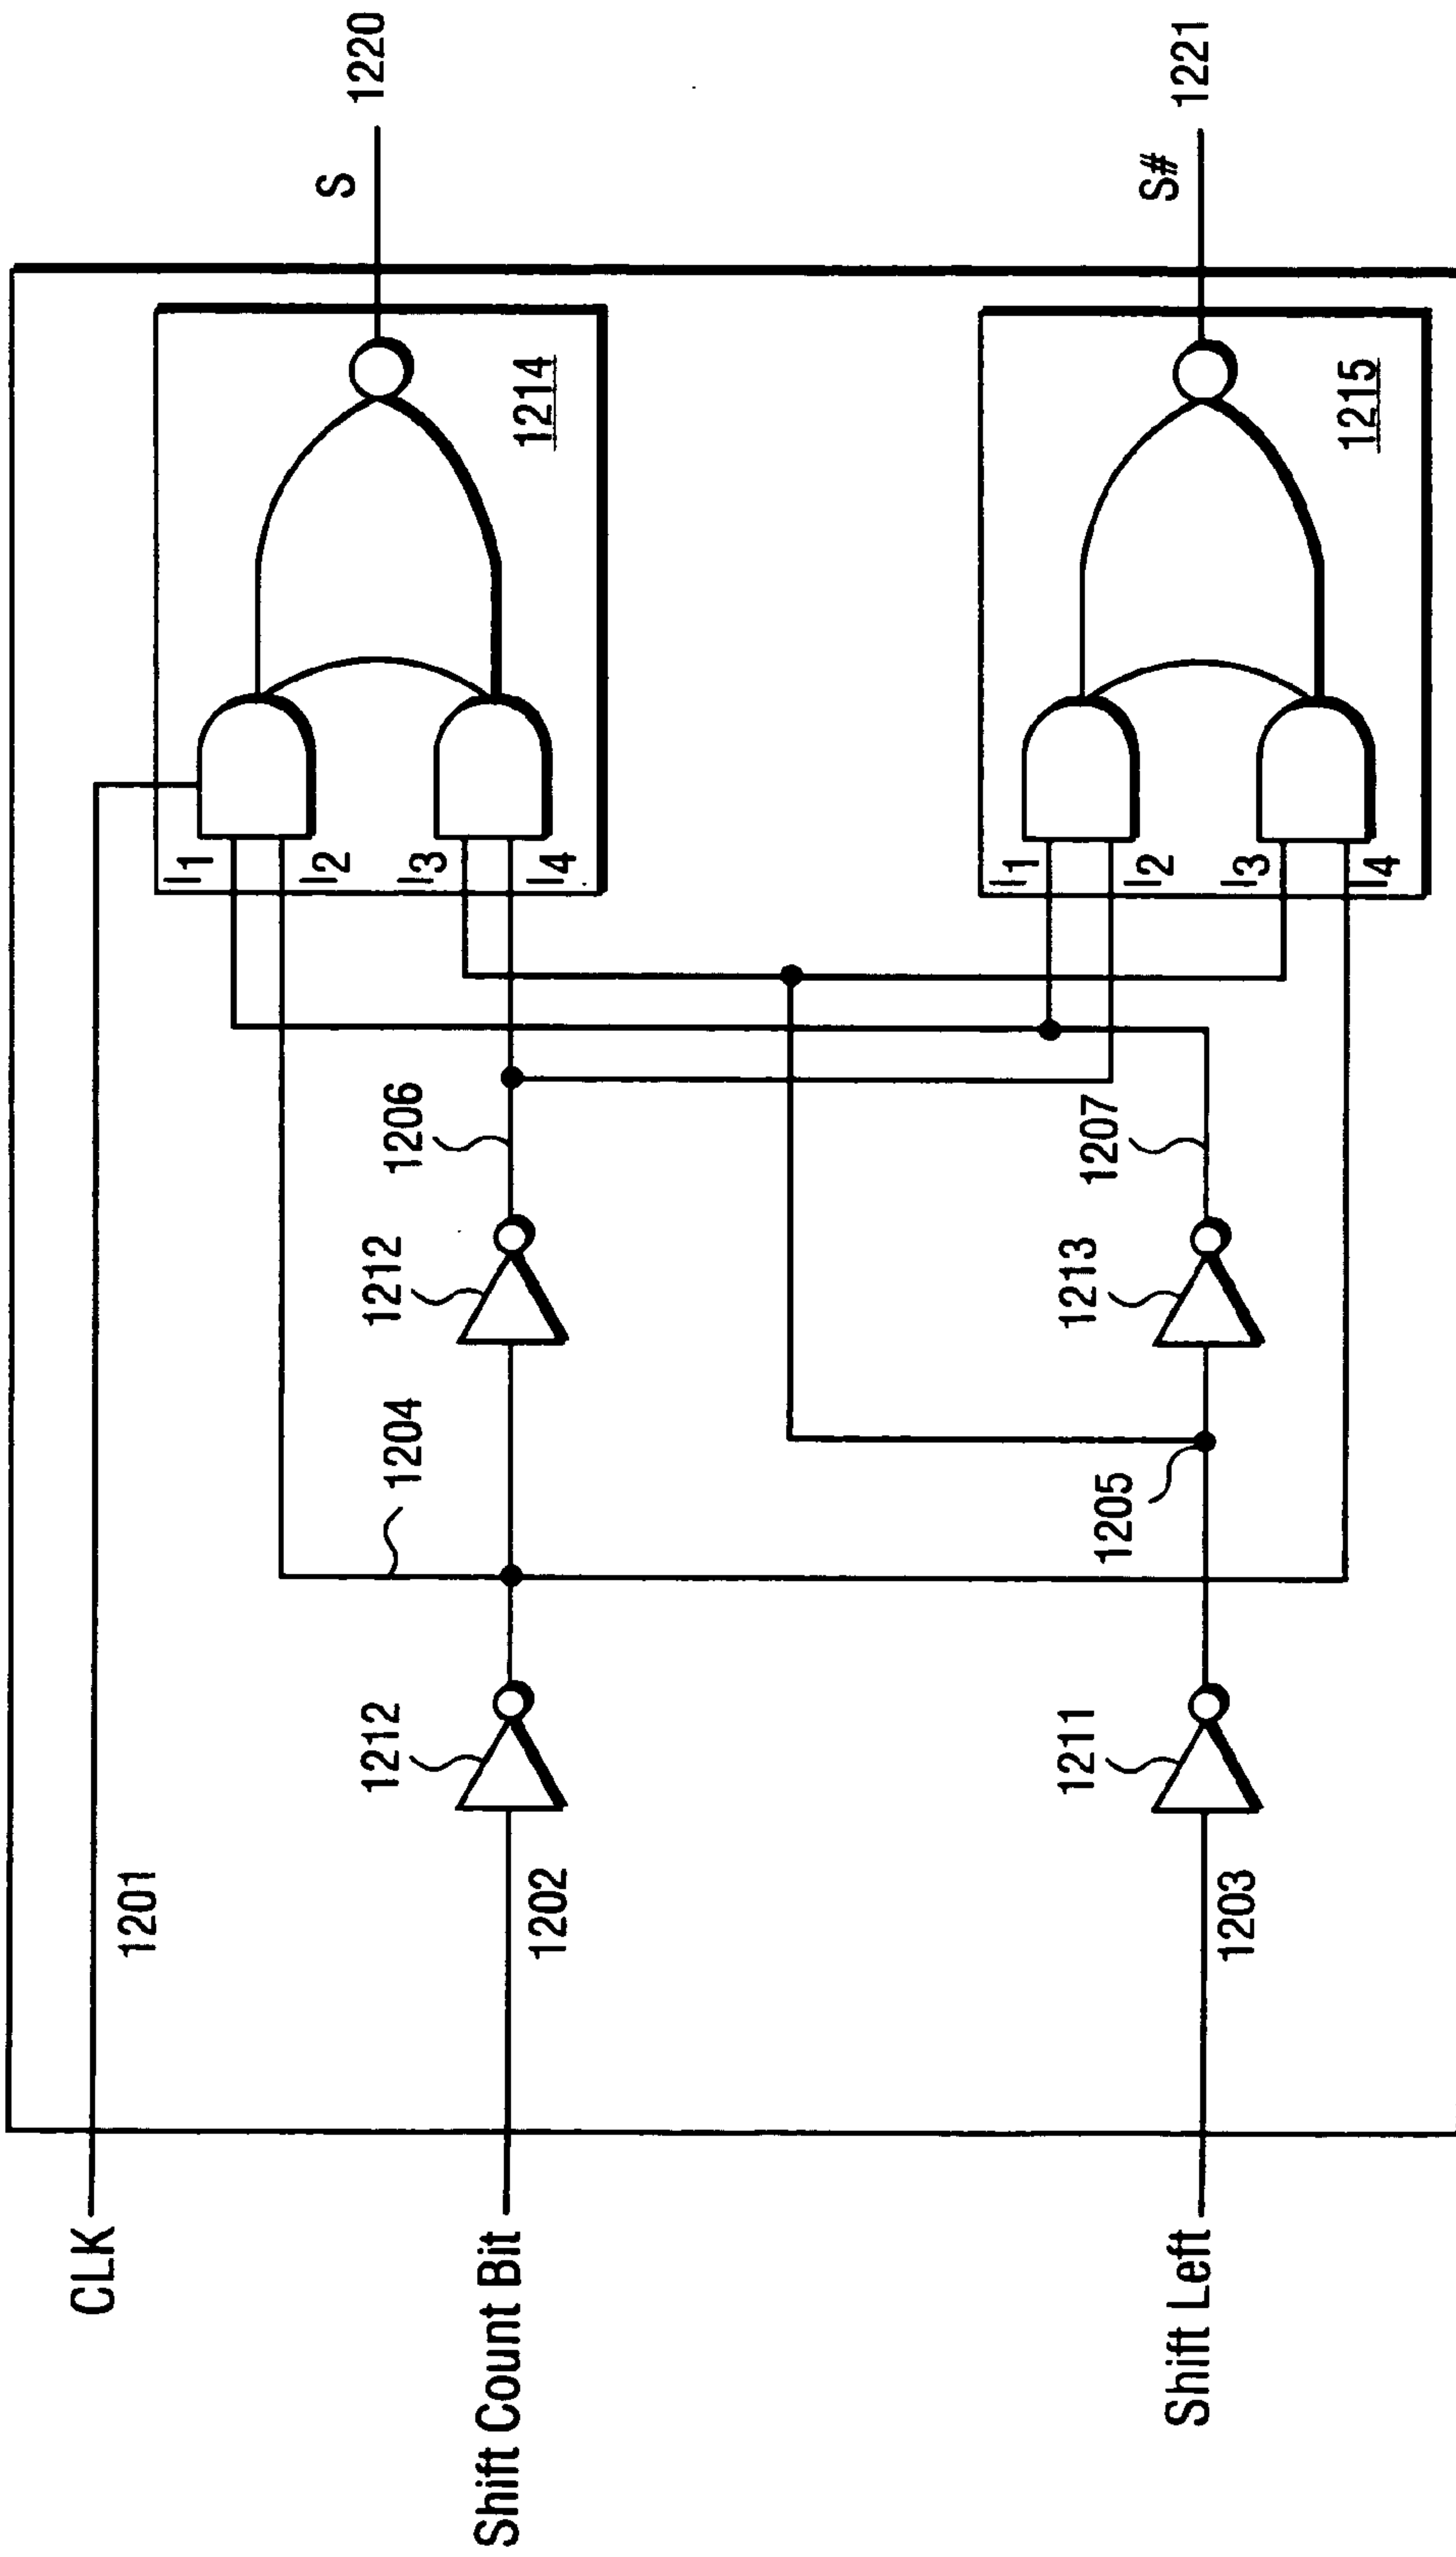 CLK
1201
Shift Count Bit
1202
1212
1204
1212
1206
Shift Left
1203
1211
1205
1213
1207
I1
I2
I3
I4
1214
S
1220
I1
I2
I3
I4
1215
S#
1221